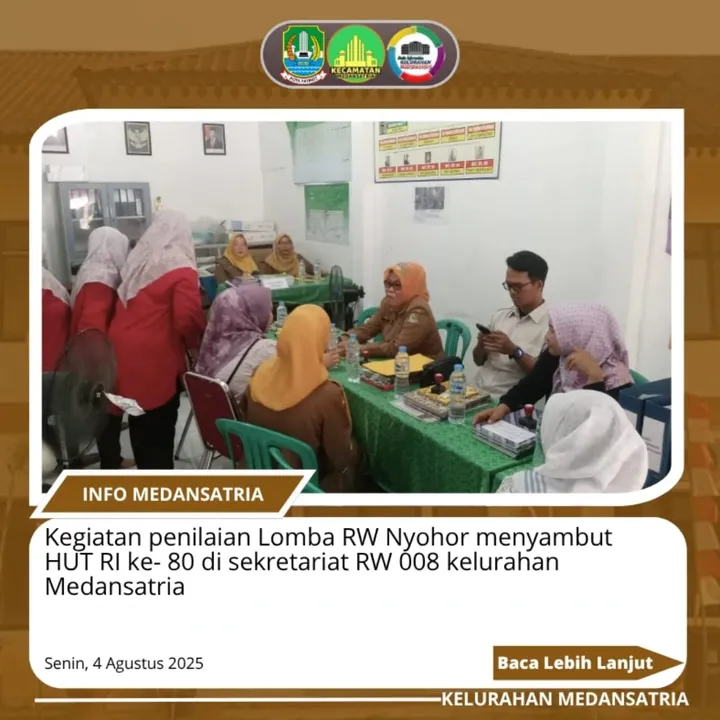 KECAMATAN
MEDANSATRIA
INFO MEDANSATRIA
Kegiatan penilaian Lomba RW Nyohor menyambut
HUT RI ke- 80 di sekretariat RW 008 kelurahan
Medansatria
Senin, 4 Agustus 2025
Baca Lebih Lanjut
KELURAHAN MEDANSATRIA